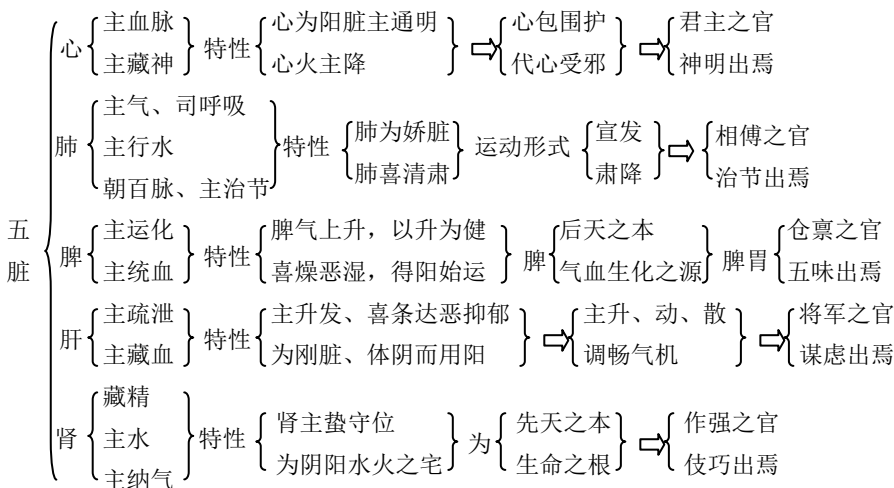 五脏
心 主血脉 特性 心为阳脏主通明 心包围护 君主之官
主藏神 心火主降 代心受邪 神明出焉
肺 主气、司呼吸
主行水 特性 肺为娇脏 运动形式 宣发 相傅之官
朝百脉、主治节 肺喜清肃 肃降 治节出焉
脾 主运化 特性 脾气上升，以升为健 脾 后天之本 脾胃 仓禀之官
主统血 喜燥恶湿，得阳始运 气血生化之源 五味出焉
肝 主疏泄 特性 主升发、喜条达恶抑郁 主升、动、散 将军之官
主藏血 为刚脏、体阴而用阳 调畅气机 谋虑出焉
肾 藏精
主水 特性 肾主蛰守位 为 先天之本 作强之官
主纳气 为阴阳水火之宅 生命之根 伎巧出焉